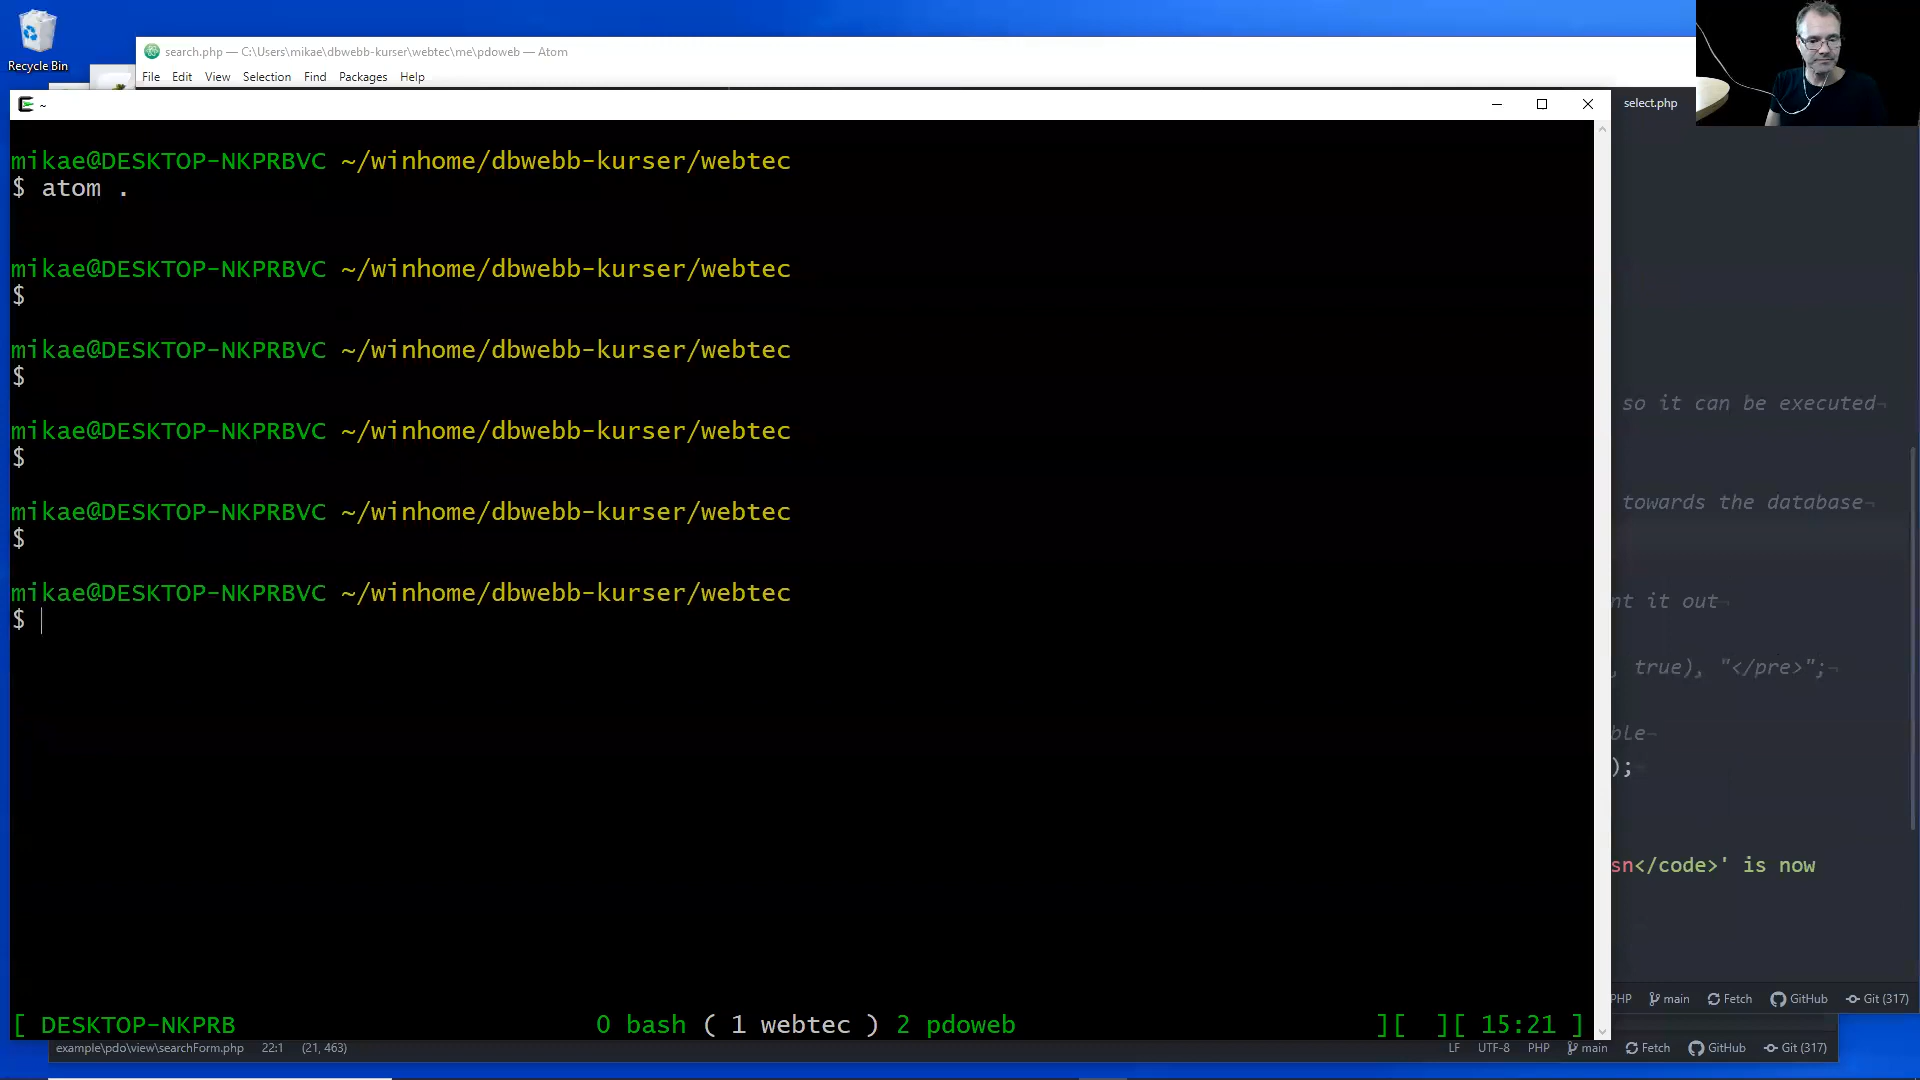 Recycle Bin
search.php — C:\Users\mikae\dbwebb-kurser\webtec\me\pdoweb — Atom
File Edit View Selection Find Packages Help
~
select.php
mikae@DESKTOP-NKPRBVC ~/winhome/dbwebb-kurser/webtec
$ atom .
mikae@DESKTOP-NKPRBVC ~/winhome/dbwebb-kurser/webtec
$
mikae@DESKTOP-NKPRBVC ~/winhome/dbwebb-kurser/webtec
$
mikae@DESKTOP-NKPRBVC ~/winhome/dbwebb-kurser/webtec
$
mikae@DESKTOP-NKPRBVC ~/winhome/dbwebb-kurser/webtec
$
mikae@DESKTOP-NKPRBVC ~/winhome/dbwebb-kurser/webtec
$
so it can be executed¬
towards the database¬
nt it out¬
, true), "</pre>";¬
ble¬
);
sn</code>' is now
PHP main Fetch GitHub Git (317)
[ DESKTOP-NKPRB 0 bash ( 1 webtec ) 2 pdoweb ][ ][ 15:21 ]
example\pdo\view\searchForm.php 22:1 (21, 463) LF UTF-8 PHP main Fetch GitHub Git (317)